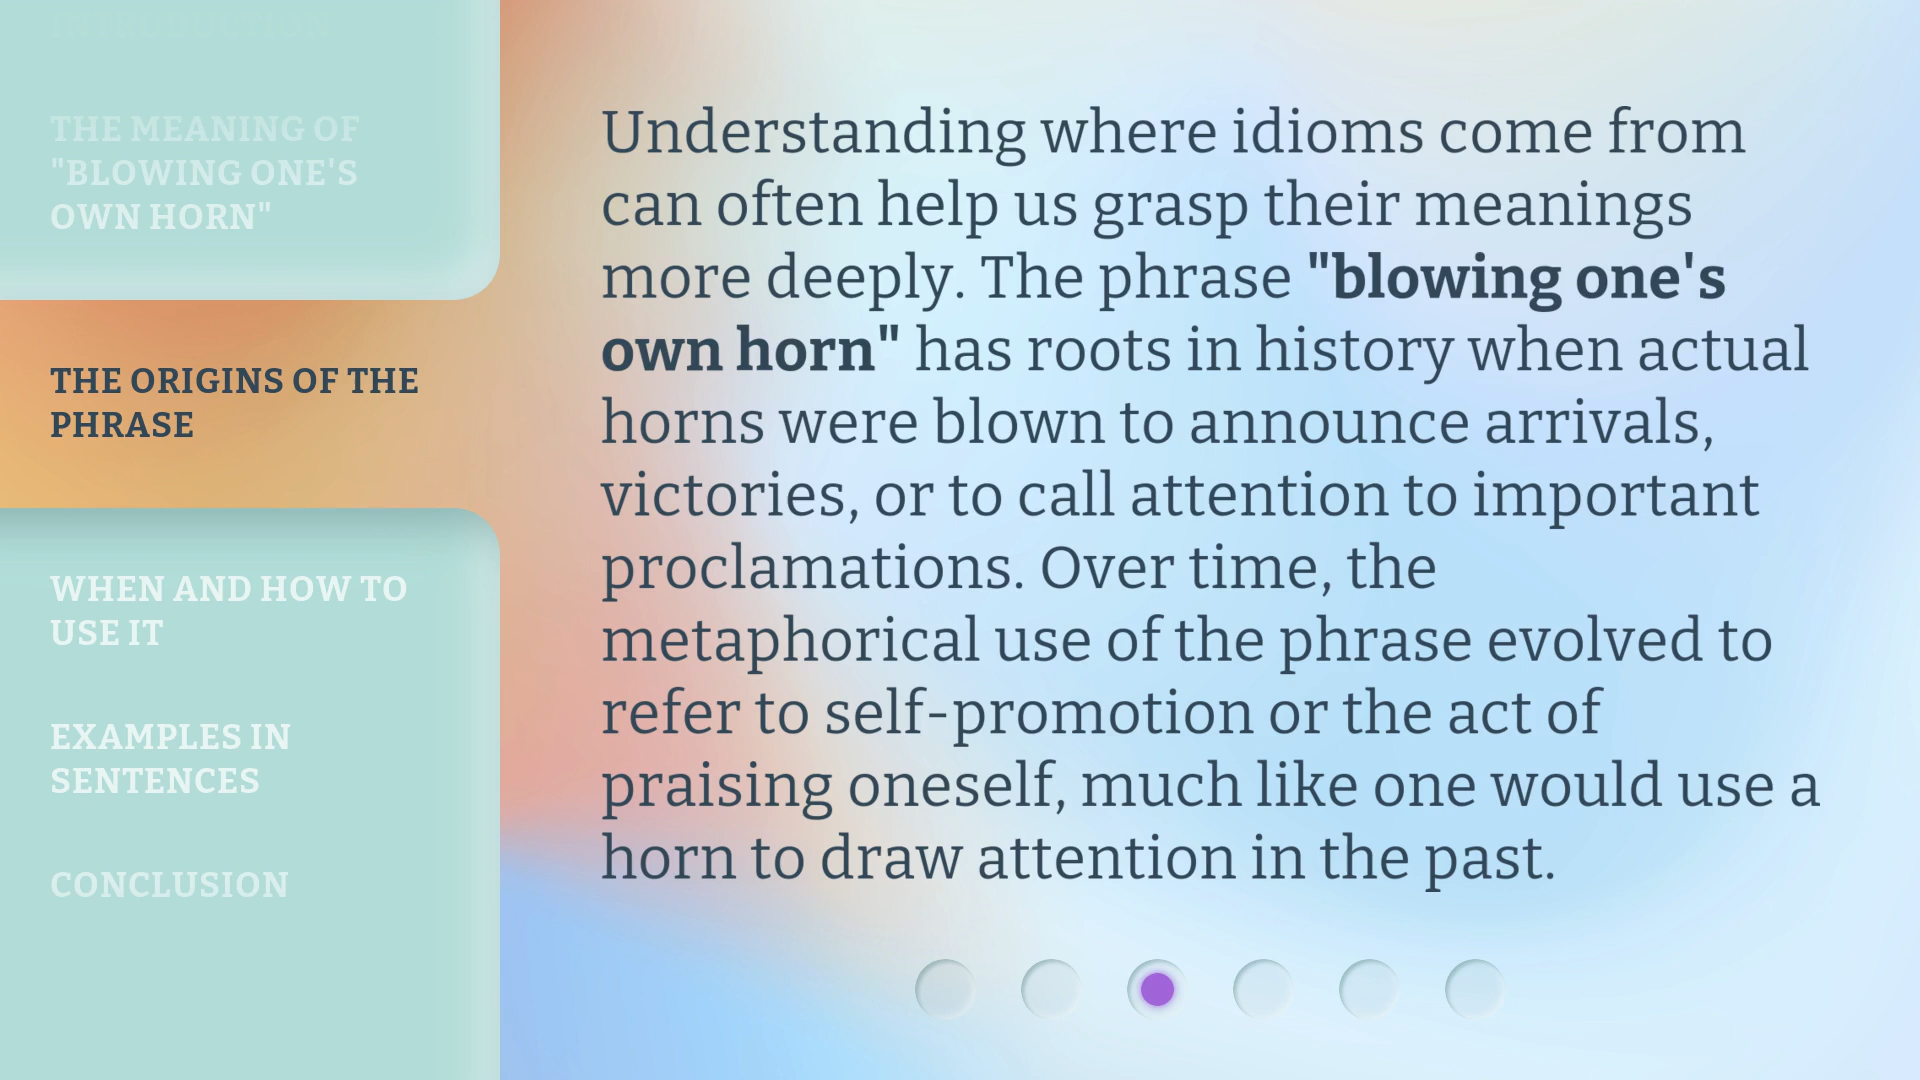 INTRODUCTION
THE MEANING OF
"BLOWING ONE'S
OWN HORN"
THE ORIGINS OF THE
PHRASE
WHEN AND HOW TO
USE IT
EXAMPLES IN
SENTENCES
CONCLUSION
Understanding where idioms come from
can often help us grasp their meanings
more deeply. The phrase "blowing one's
own horn" has roots in history when actual
horns were blown to announce arrivals,
victories, or to call attention to important
proclamations. Over time, the
metaphorical use of the phrase evolved to
refer to self-promotion or the act of
praising oneself, much like one would use a
horn to draw attention in the past.